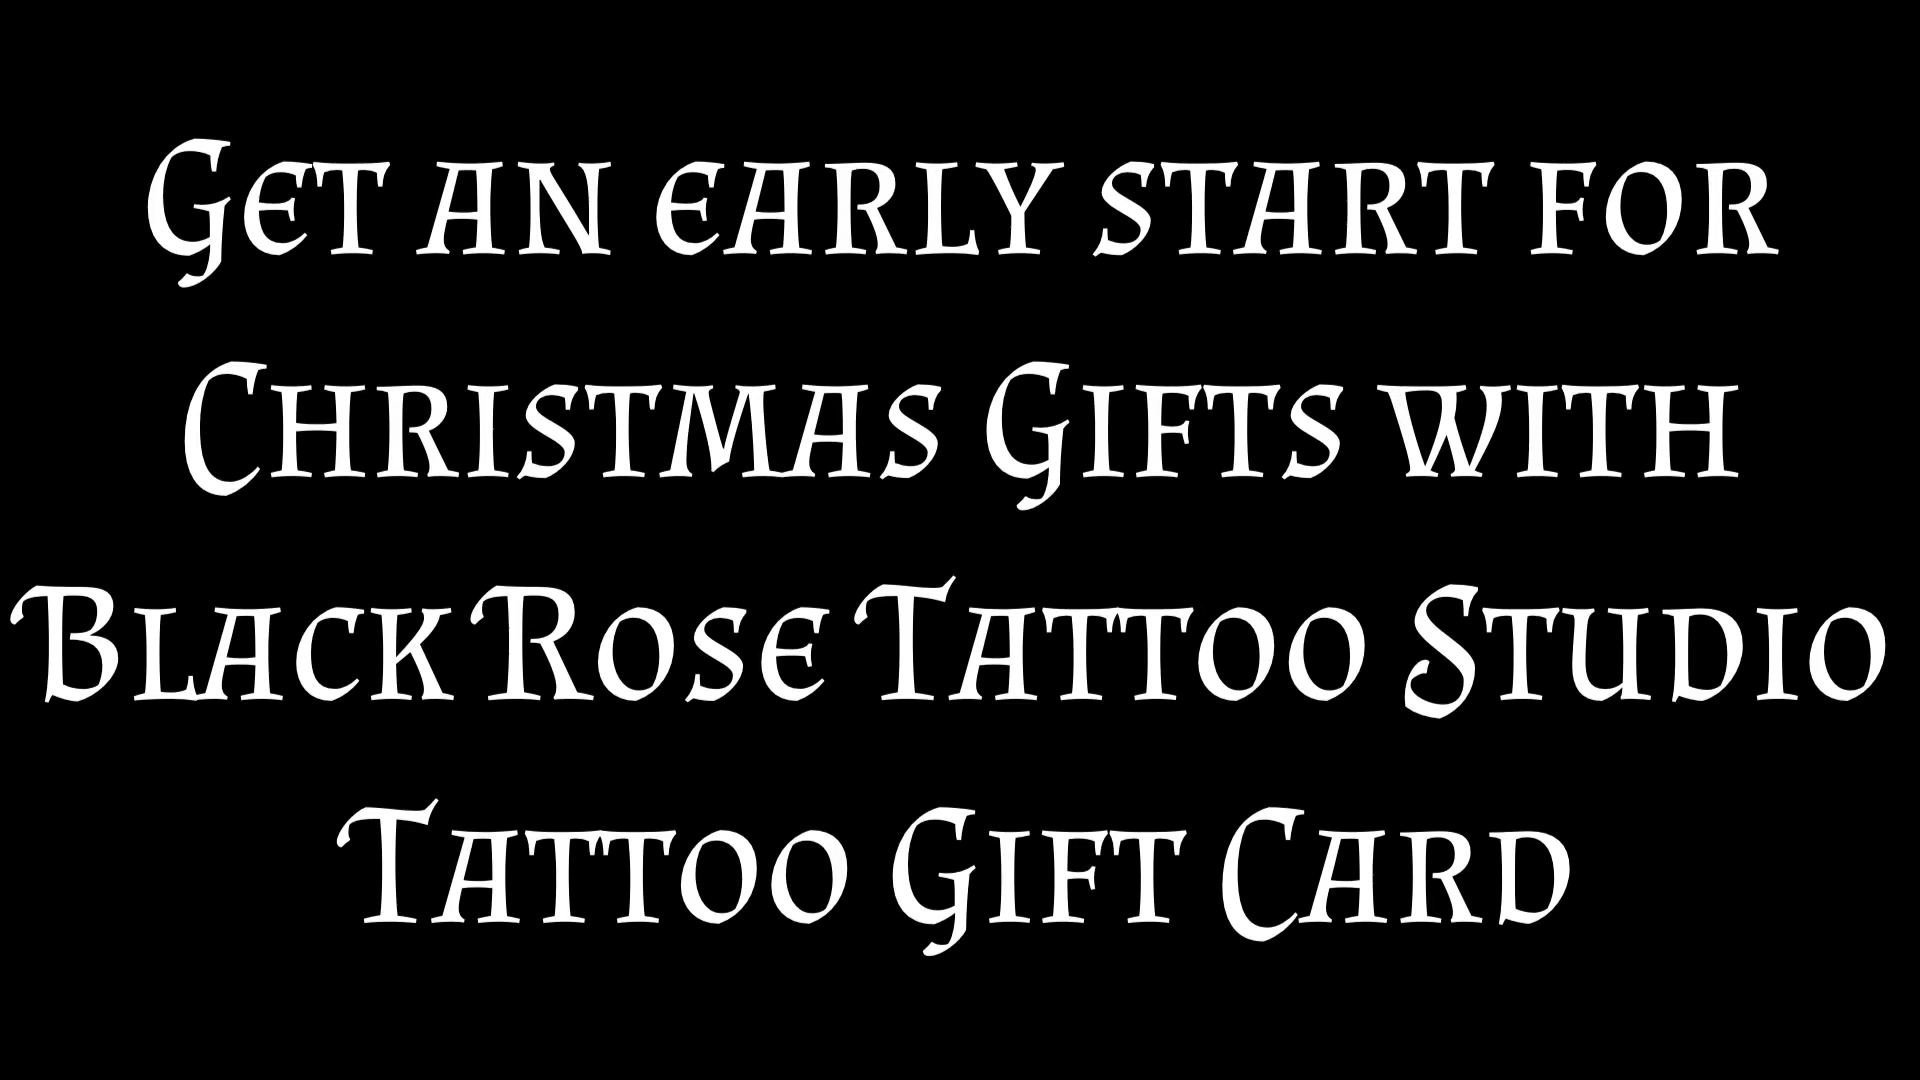 Get an early start for
Christmas Gifts with
Black Rose Tattoo Studio
Tattoo Gift Card